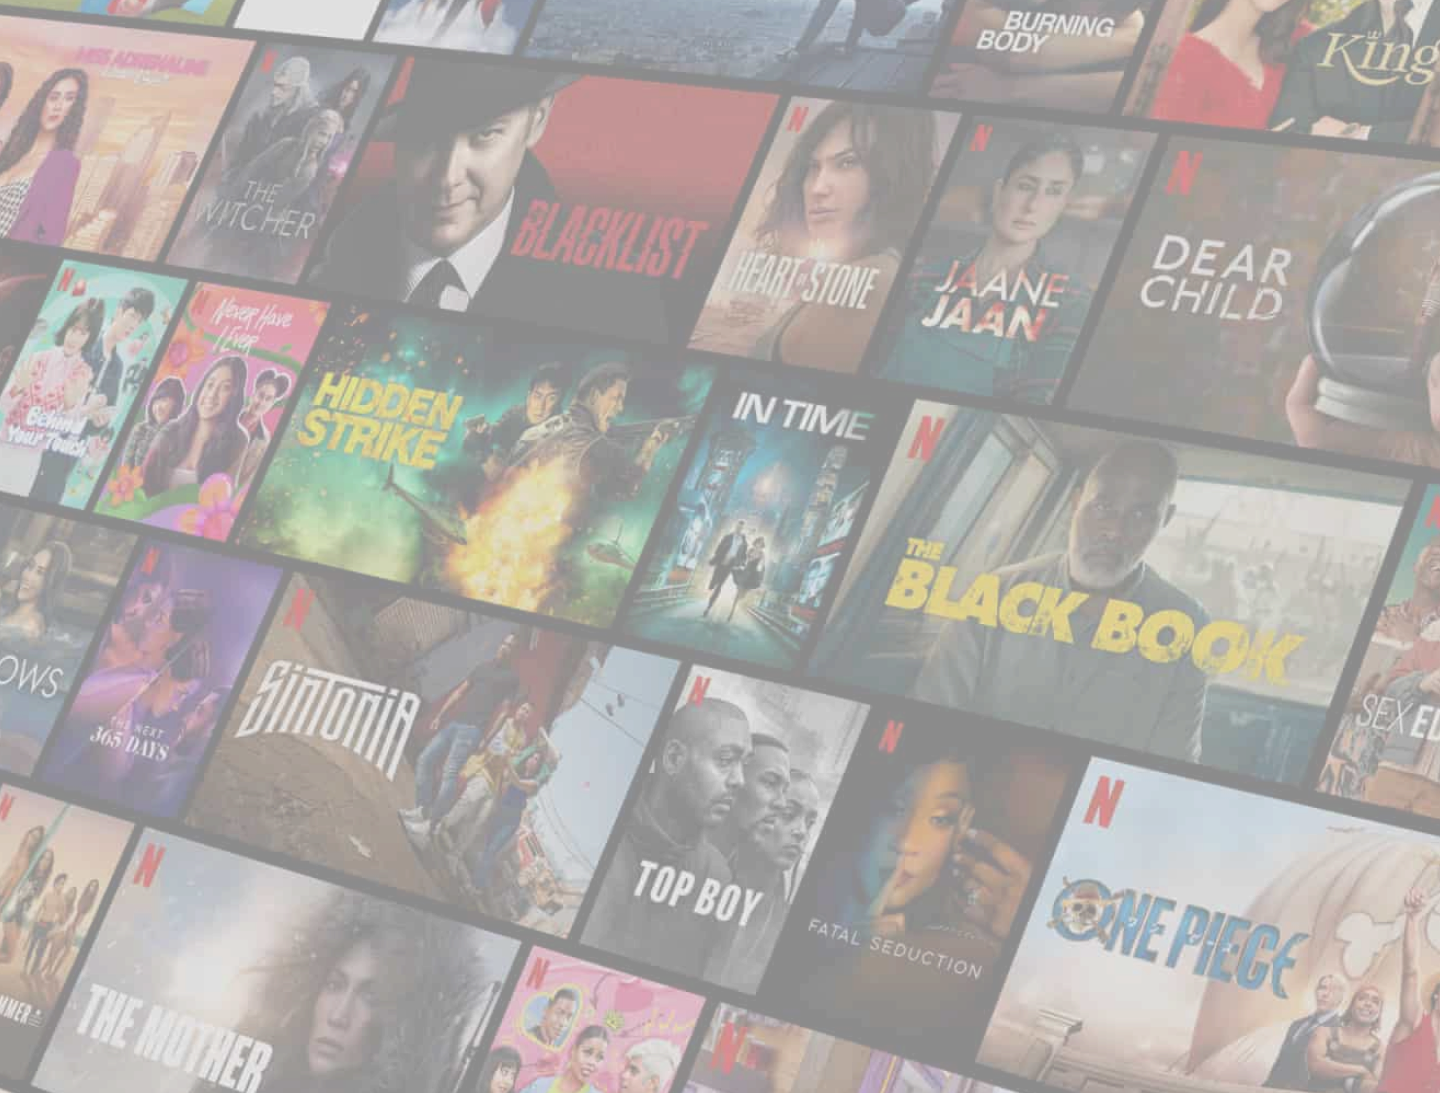 BURNING
BODY
King
MISS ADRENALINE
THE
WITCHER
BLACKLIST
HEART OF STONE
JAANE
JAAN
DEAR
CHILD
Behind
Your Touch
Never Have
I Ever
HIDDEN
STRIKE
IN TIME
THE
BLACK BOOK
OWS
THE NEXT
365 DAYS
SINTONIA
SEX ED
TOP BOY
FATAL SEDUCTION
ONE PIECE
MMER
THE MOTHER